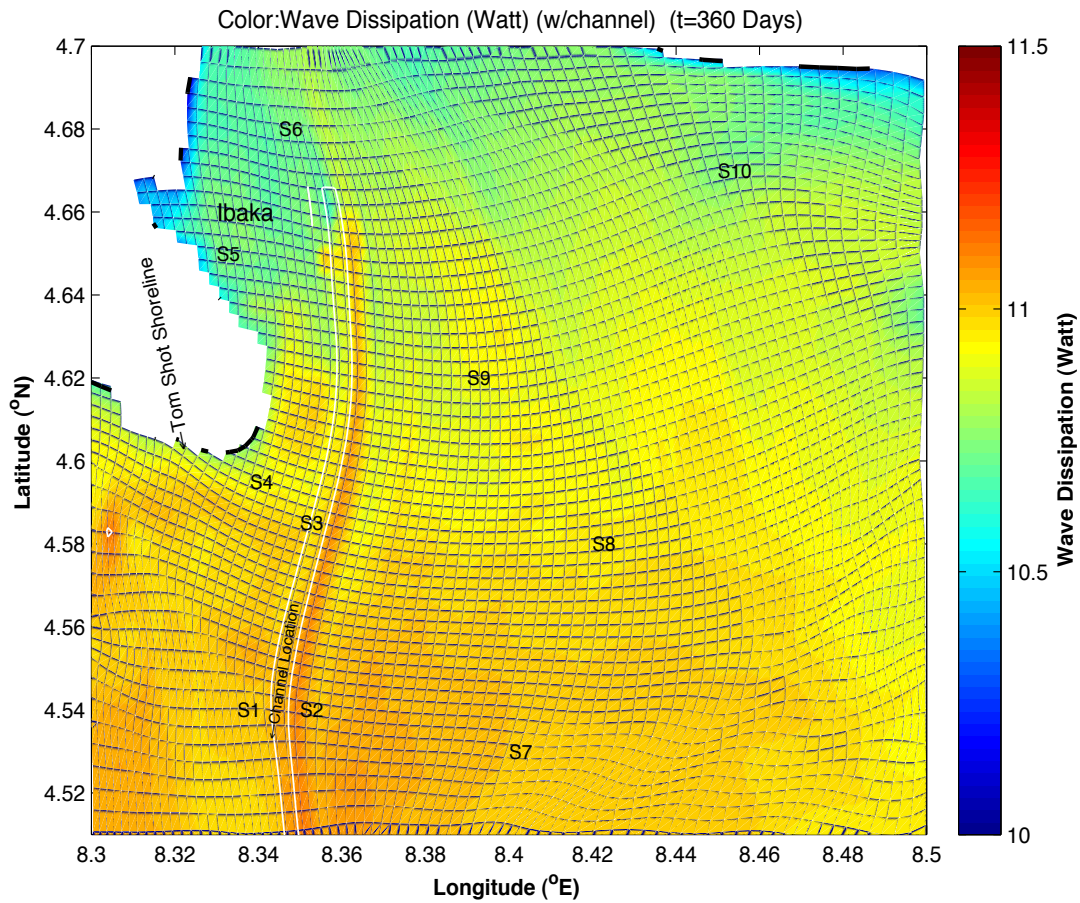 Color:Wave Dissipation (Watt) (w/channel)  (t=360 Days)
4.7
4.68
4.66
4.64
4.62
4.6
4.58
4.56
4.54
4.52
Latitude (°N)
S6
S10
Ibaka
S5
Tom Shot Shoreline
S9
S4
S3
S8
Channel Location
S1
S2
S7
8.3
8.32
8.34
8.36
8.38
8.4
8.42
8.44
8.46
8.48
8.5
Longitude (°E)
11.5
11
10.5
10
Wave Dissipation (Watt)